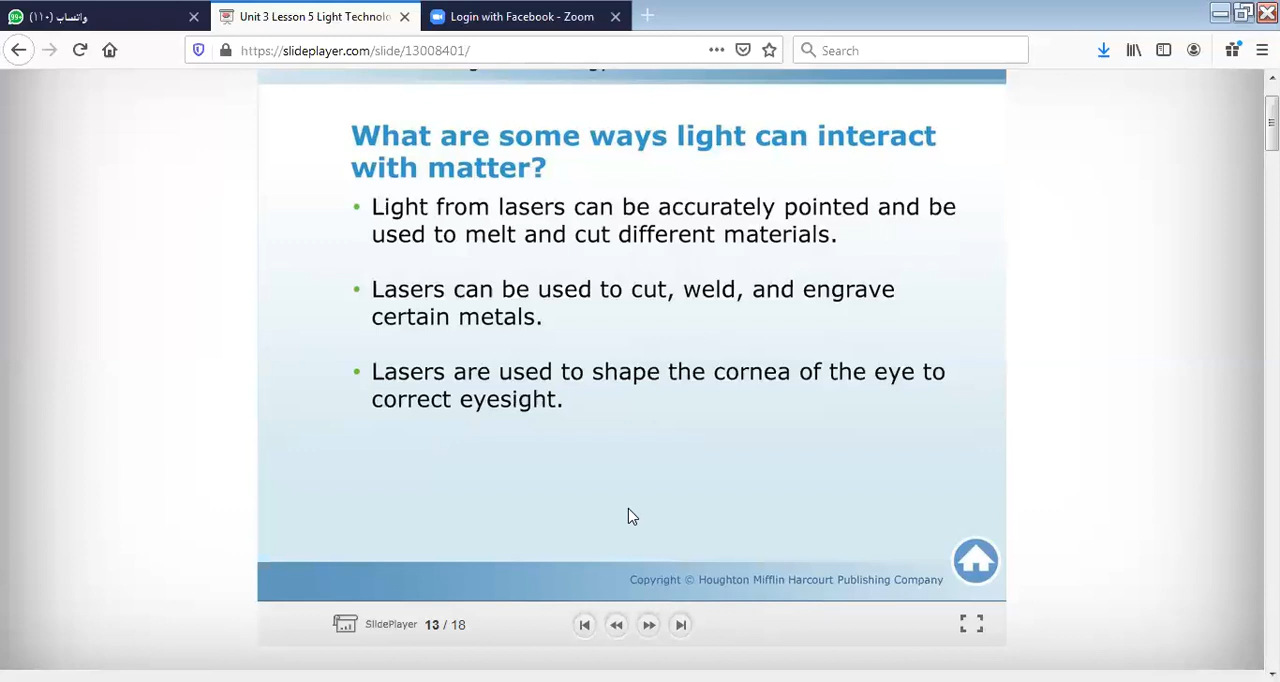 واتساب (١١٠)
Unit 3 Lesson 5 Light Technolo
Login with Facebook - Zoom
https://slideplayer.com/slide/13008401/
Search
What are some ways light can interact
with matter?
• Light from lasers can be accurately pointed and be
used to melt and cut different materials.
• Lasers can be used to cut, weld, and engrave
certain metals.
• Lasers are used to shape the cornea of the eye to
correct eyesight.
Copyright © Houghton Mifflin Harcourt Publishing Company
SlidePlayer 13 / 18